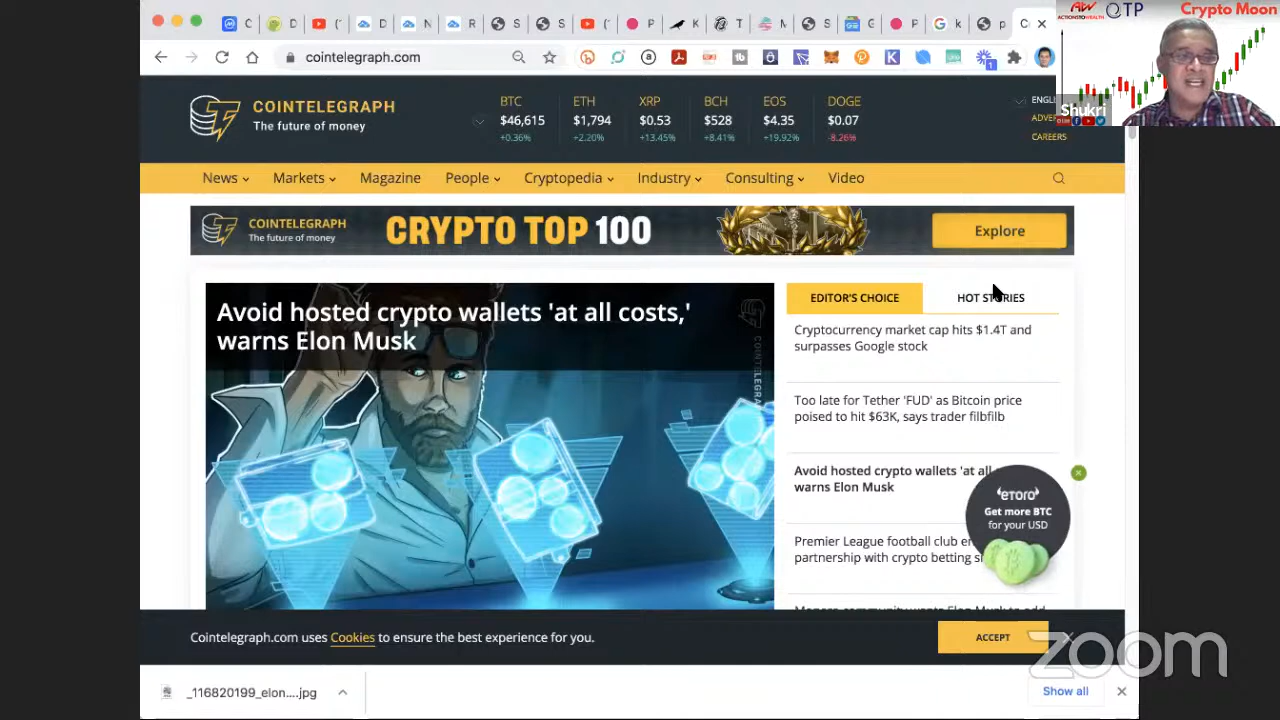 C
D
(
D
N
R
S
S
(
P
K
T
M
S
G
P
k
p
C
cointelegraph.com
1
ACTIONSTOWEALTH
OTP
Crypto Moon
Shukri
COINTELEGRAPH
The future of money
BTC
$46,615
+0.36%
ETH
$1,794
+2.20%
XRP
$0.53
+13.45%
BCH
$528
+8.41%
EOS
$4.35
+19.92%
DOGE
$0.07
-8.26%
ENGLI
ADVER
CAREERS
News
Markets
Magazine
People
Cryptopedia
Industry
Consulting
Video
COINTELEGRAPH
The future of money
CRYPTO TOP 100
Explore
Avoid hosted crypto wallets 'at all costs,'
warns Elon Musk
EDITOR'S CHOICE
HOT STORIES
Cryptocurrency market cap hits $1.4T and
surpasses Google stock
Too late for Tether 'FUD' as Bitcoin price
poised to hit $63K, says trader filbfilb
Avoid hosted crypto wallets 'at al
warns Elon Musk
Premier League football club e
partnership with crypto betting s
eToro
Get more BTC
for your USD
Cointelegraph.com uses Cookies to ensure the best experience for you.
ACCEPT
zoom
_116820199_elon....jpg
Show all